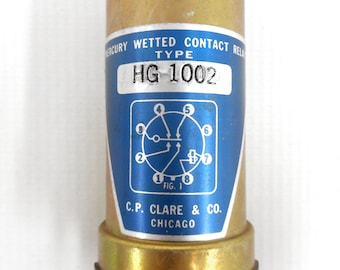 MERCURY WETTED CONTACT RELAY
TYPE
HG 1002
4 5
3 6
2 7
1 8
FIG. 1
C.P. CLARE & CO.
CHICAGO